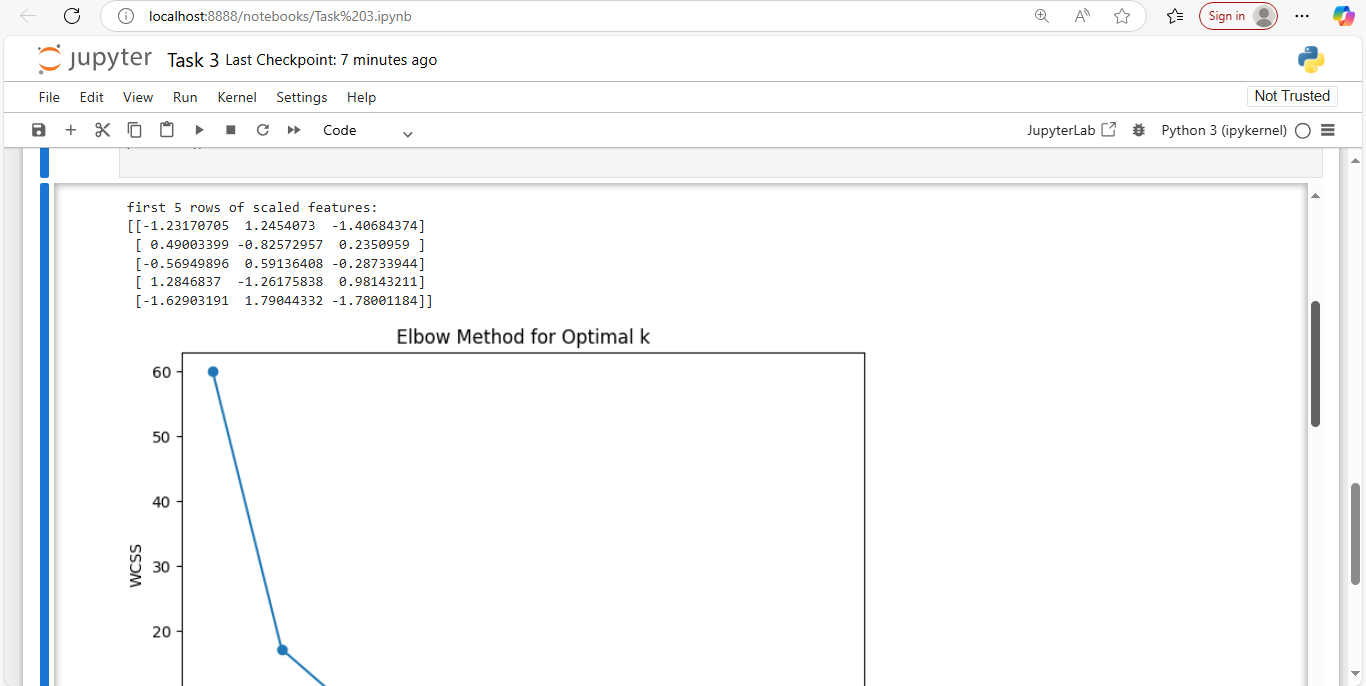 localhost:8888/notebooks/Task%203.ipynb
Sign in
jupyter Task 3 Last Checkpoint: 7 minutes ago
File Edit View Run Kernel Settings Help
Not Trusted
Code
JupyterLab
Python 3 (ipykernel)
first 5 rows of scaled features:
[[-1.23170705  1.2454073  -1.40684374]
 [ 0.49003399 -0.82572957  0.2350959 ]
 [-0.56949896  0.59136408 -0.28733944]
 [ 1.2846837  -1.26175838  0.98143211]
 [-1.62903191  1.79044332 -1.78001184]]
Elbow Method for Optimal k
60
50
40
30
20
WCSS